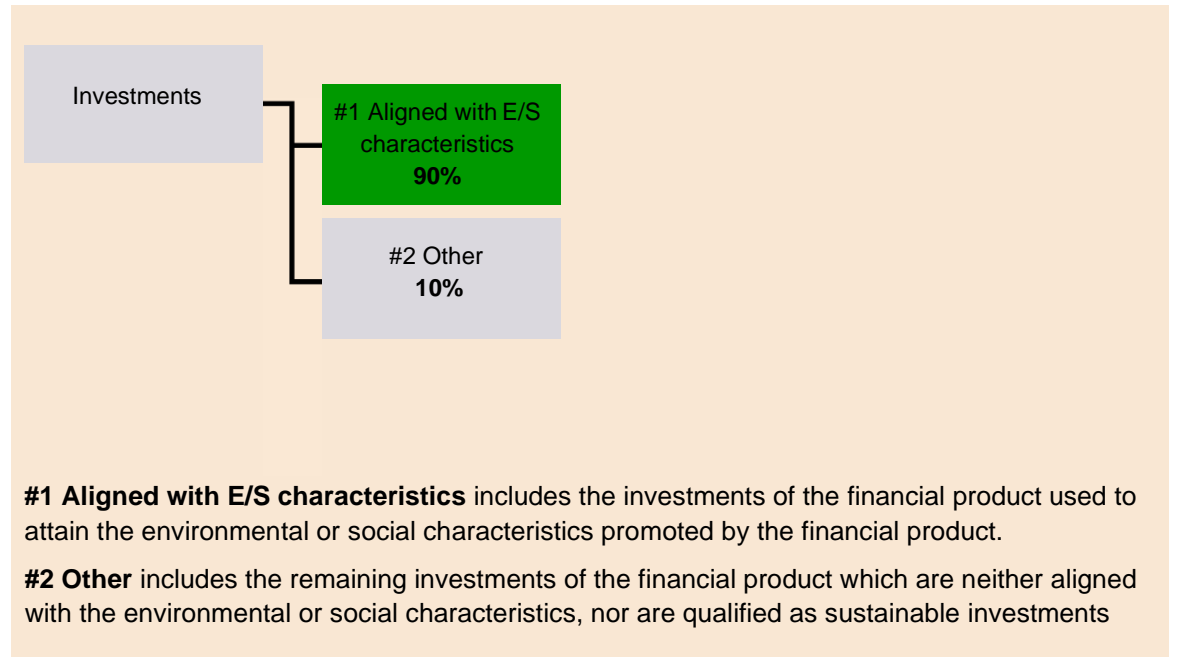 Investments
#1 Aligned with E/S
characteristics
90%
#2 Other
10%
#1 Aligned with E/S characteristics includes the investments of the financial product used to
attain the environmental or social characteristics promoted by the financial product.
#2 Other includes the remaining investments of the financial product which are neither aligned
with the environmental or social characteristics, nor are qualified as sustainable investments